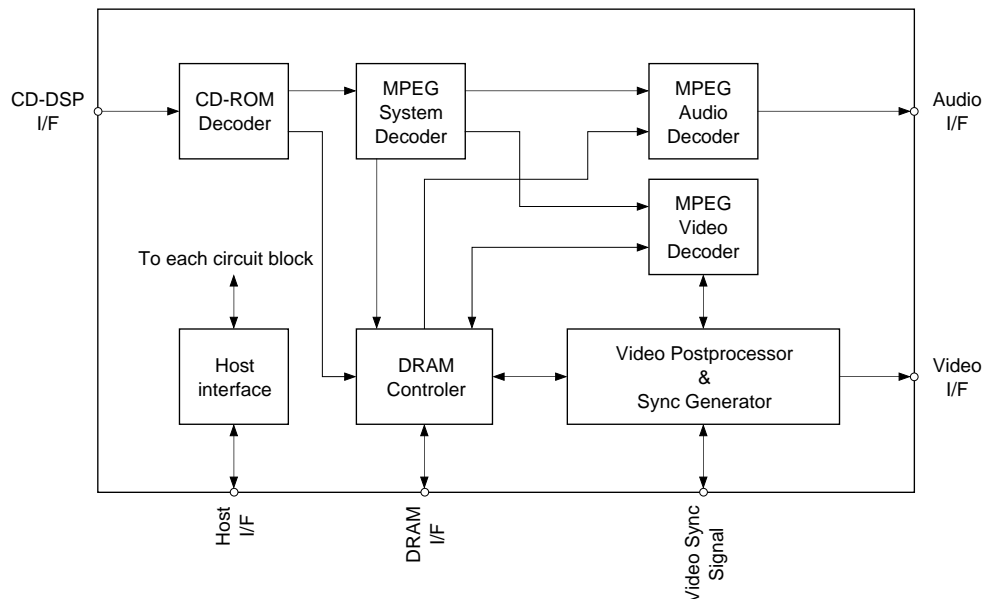 CD-DSP
I/F
CD-ROM
Decoder
MPEG
System
Decoder
MPEG
Audio
Decoder
Audio
I/F
MPEG
Video
Decoder
To each circuit block
Host
interface
DRAM
Controler
Video Postprocessor
&
Sync Generator
Video
I/F
Host
I/F
DRAM
I/F
Video Sync
Signal